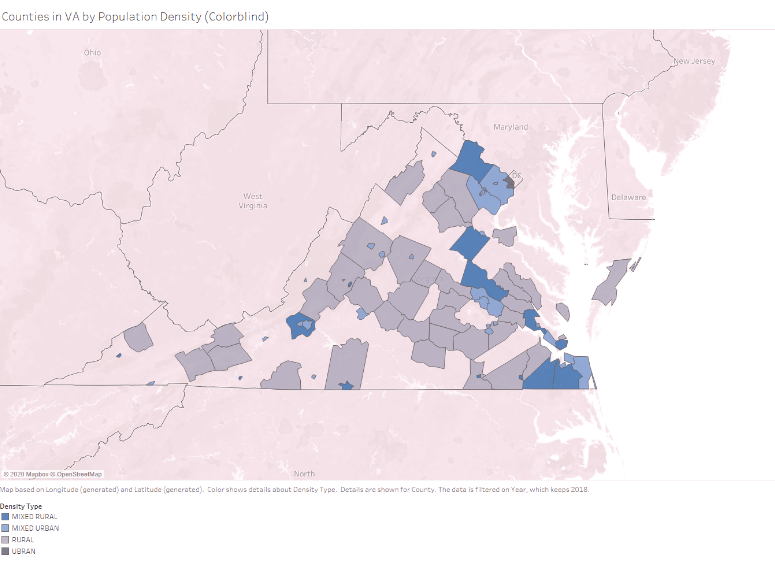 Counties in VA by Population Density (Colorblind)
Ohio
New Jersey
Maryland
DC
West
Virginia
Delaware
North
© 2020 Mapbox © OpenStreetMap
Map based on Longitude (generated) and Latitude (generated). Color shows details about Density Type. Details are shown for County. The data is filtered on Year, which keeps 2018.
Density Type
MIXED RURAL
MIXED URBAN
RURAL
UBRAN